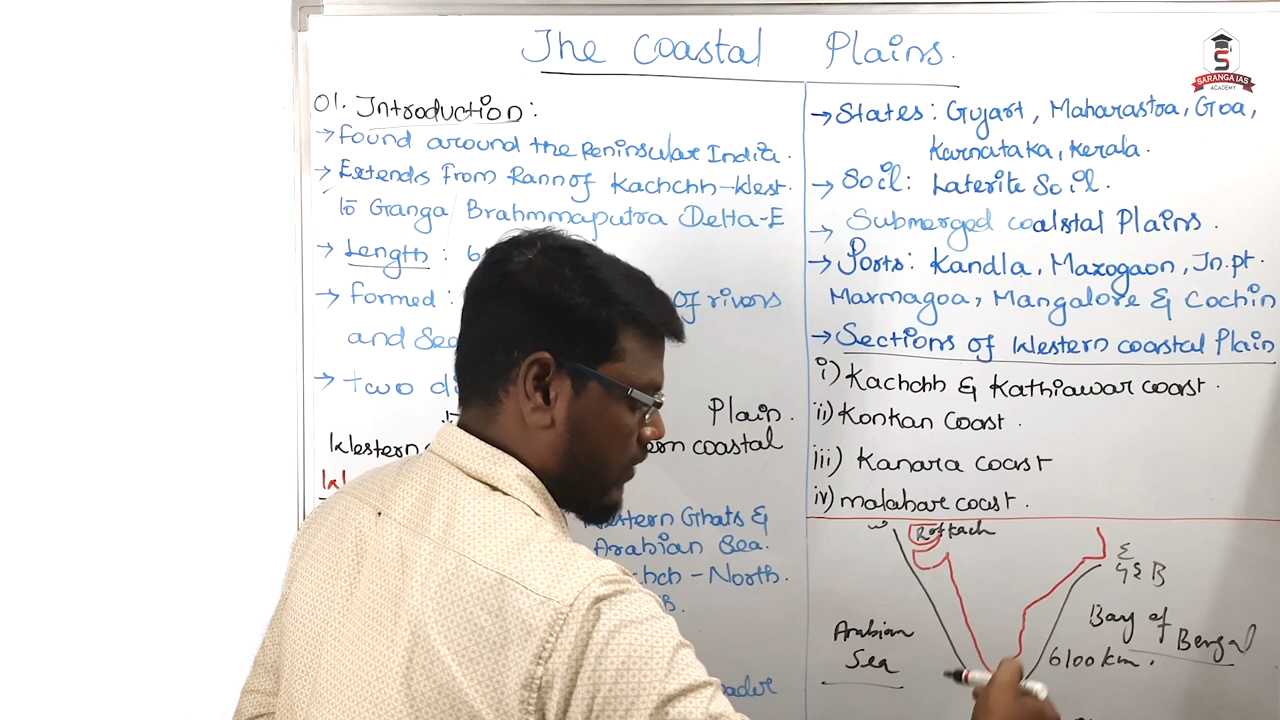 The Coastal Plains.
SARANGA IAS
ACADEMY
01. Introduction:
→ Found around the Peninsular India.
→ Extends from Rann of Kachchh-West.
to Ganga Brahmmaputra Delta-E
→ Length : 6
→ Formed : of rivers
and Sea
→ two di
Plain.
Western coastal
Western Ghats &
Arabian Sea.
- North.
B.
→ States: Gujart, Maharastra, Goa,
Karnataka, Kerala.
→ Soil: Laterite Soil.
→ Submerged coalstal Plains.
→ Ports: Kandla, Mazogaon, Jn.pt.
Marmagoa, Mangalore & Cochin
→ Sections of Western coastal Plain
i) Kachchh & Kathiawar coast.
ii) Konkan Coast.
iii) Kanara coast
iv) malabar coast.
W R of kach
E
G & B
Arabian
Sea
Bay of
Bengal
6100 km.